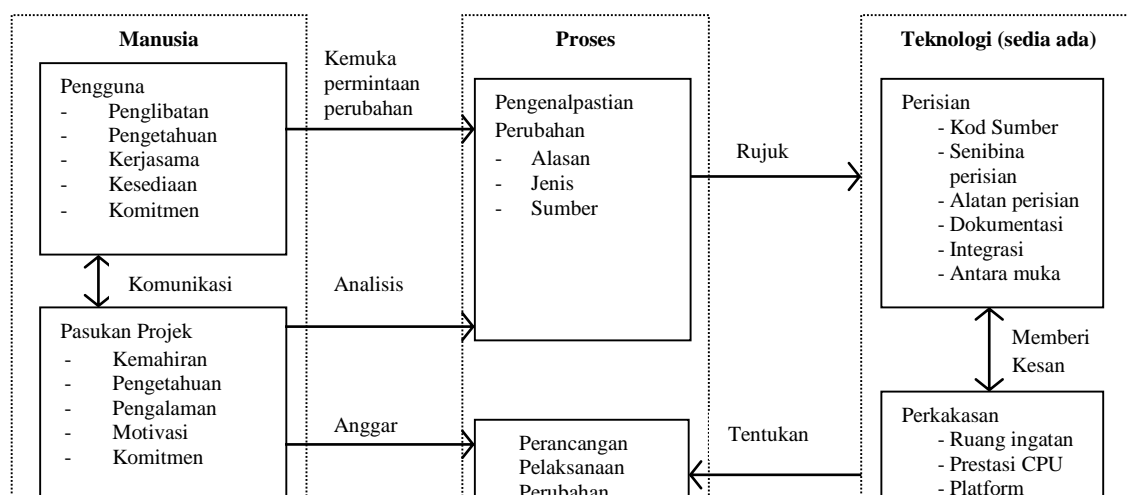 Manusia
Pengguna
- Penglibatan
- Pengetahuan
- Kerjasama
- Kesediaan
- Komitmen
Komunikasi
Pasukan Projek
- Kemahiran
- Pengetahuan
- Pengalaman
- Motivasi
- Komitmen
Kemuka
permintaan
perubahan
Analisis
Anggar
Proses
Pengenalpastian
Perubahan
- Alasan
- Jenis
- Sumber
Perancangan
Pelaksanaan
Perubahan
Rujuk
Tentukan
Teknologi (sedia ada)
Perisian
- Kod Sumber
- Senibina
perisian
- Alatan perisian
- Dokumentasi
- Integrasi
- Antara muka
Memberi
Kesan
Perkakasan
- Ruang ingatan
- Prestasi CPU
- Platform